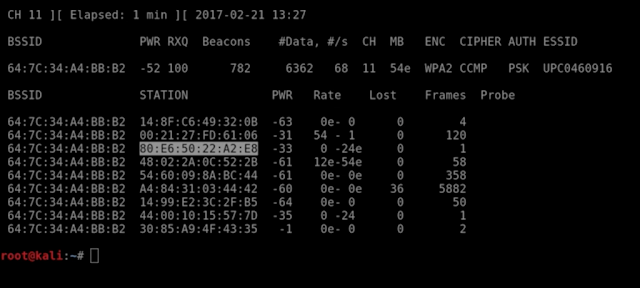 CH 11 ][ Elapsed: 1 min ][ 2017-02-21 13:27
BSSID PWR RXQ Beacons #Data, #/s CH MB ENC CIPHER AUTH ESSID
64:7C:34:A4:BB:B2 -52 100 782 6362 68 11 54e WPA2 CCMP PSK UPC0460916
BSSID STATION PWR Rate Lost Frames Probe
64:7C:34:A4:BB:B2 14:8F:C6:49:32:0B -63 0e- 0 0 4
64:7C:34:A4:BB:B2 00:21:27:FD:61:06 -31 54 - 1 0 120
64:7C:34:A4:BB:B2 80:E6:50:22:A2:E8 -33 0 -24e 0 1
64:7C:34:A4:BB:B2 48:02:2A:0C:52:2B -61 12e-54e 0 58
64:7C:34:A4:BB:B2 54:60:09:8A:BC:44 -61 0e- 0e 0 358
64:7C:34:A4:BB:B2 A4:84:31:03:44:42 -60 0e- 0e 36 5882
64:7C:34:A4:BB:B2 14:99:E2:3C:2F:B5 -64 0e- 0 0 50
64:7C:34:A4:BB:B2 44:00:10:15:57:7D -35 0 -24 0 1
64:7C:34:A4:BB:B2 30:85:A9:4F:43:35 -1 0e- 0 0 2
root@kali:~#